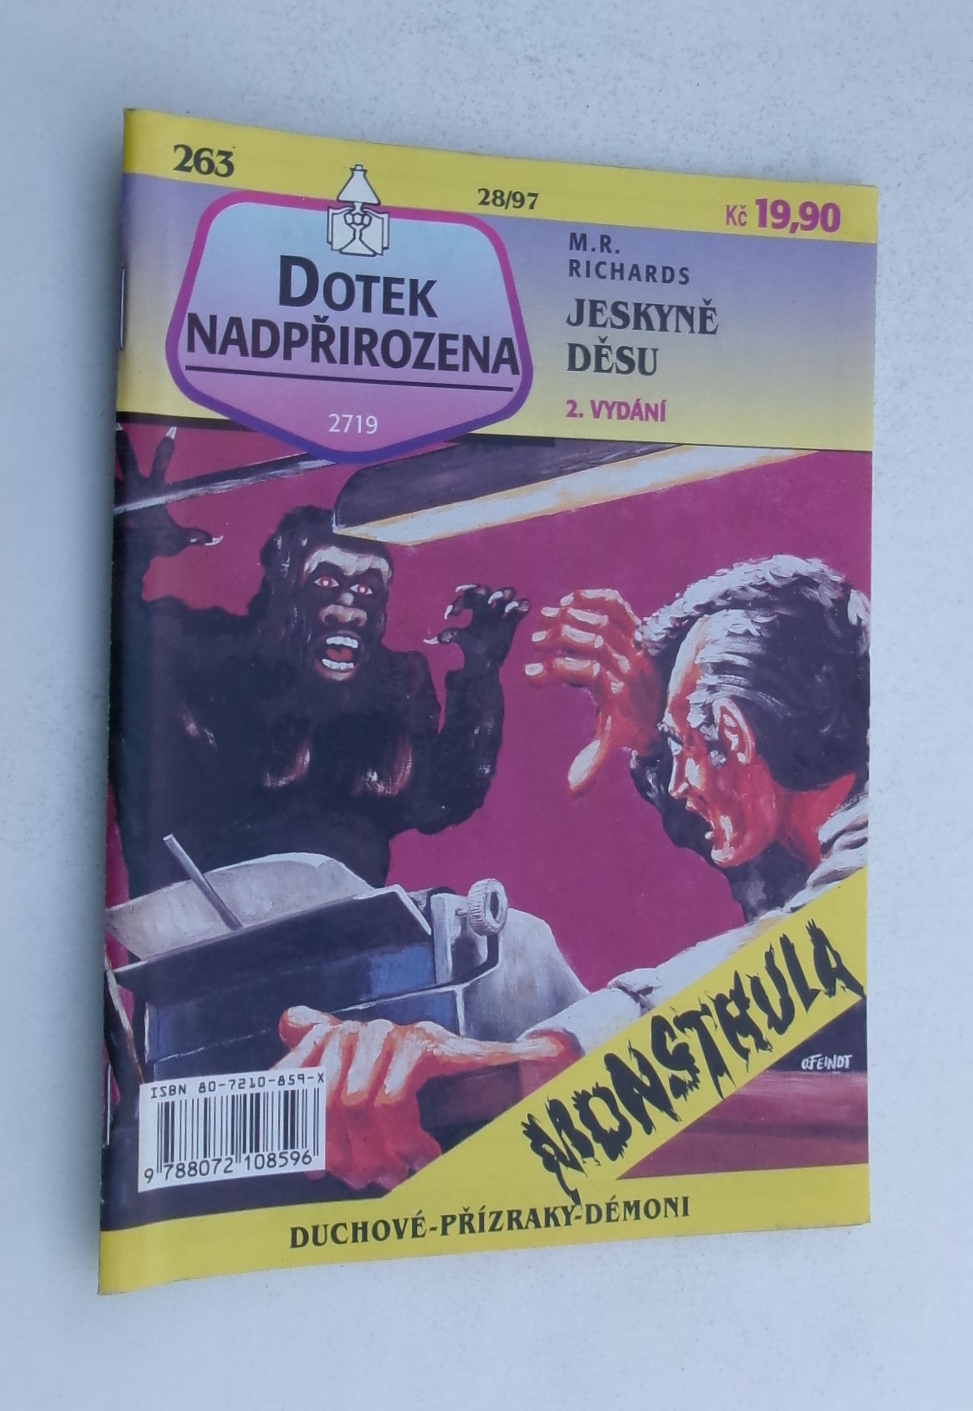 263
28/97
Kč 19,90
DOTEK
NADPŘIROZENA
2719
M.R.
RICHARDS
JESKYNĚ
DĚSU
2. VYDÁNÍ
MONSTRULA
O.FEINDT
ISBN 80-7210-859-X
9 788072 108596
DUCHOVÉ-PŘÍZRAKY-DÉMONI